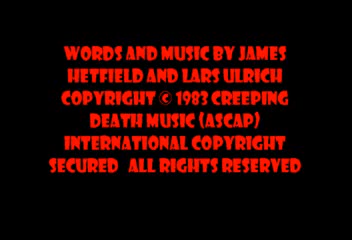 WORDS AND MUSIC BY JAMES
HETFIELD AND LARS ULRICH
COPYRIGHT © 1983 CREEPING
DEATH MUSIC (ASCAP)
INTERNATIONAL COPYRIGHT
SECURED ALL RIGHTS RESERVED